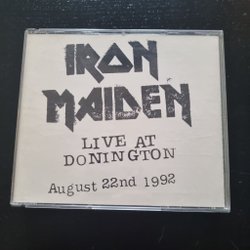 IRON
MAIDEN
LIVE AT
DONINGTON
August 22nd 1992